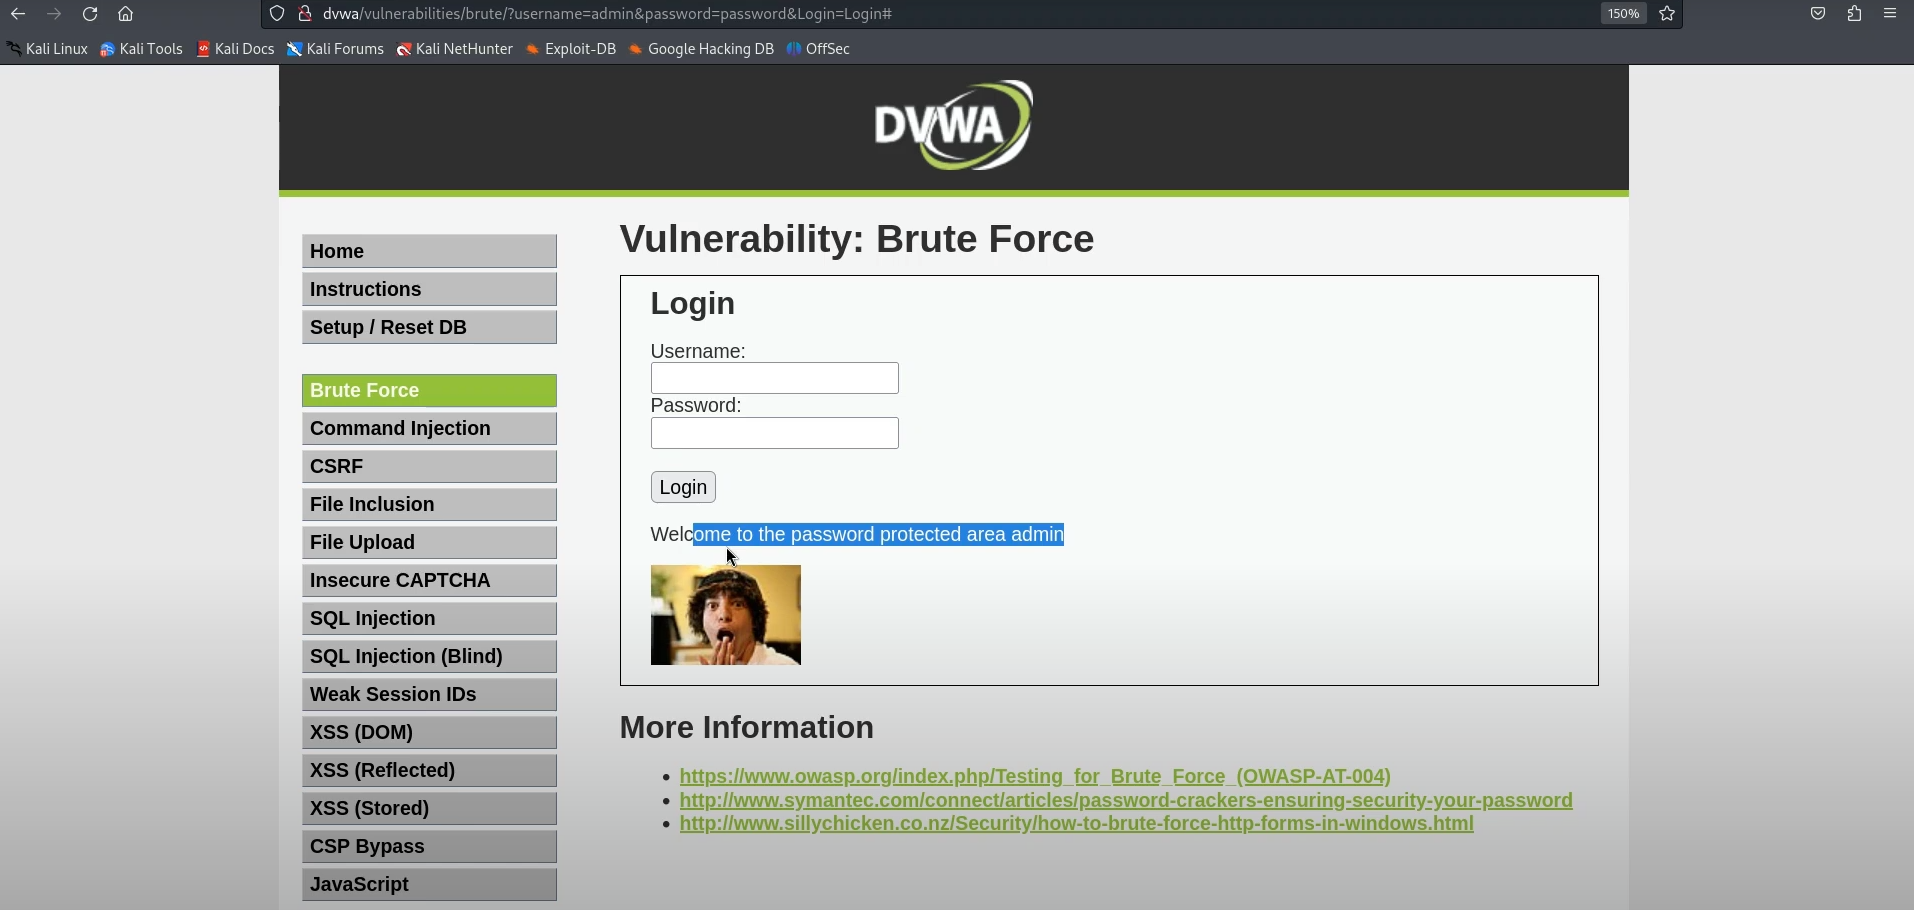 dvwa/vulnerabilities/brute/?username=admin&password=password&Login=Login#
150%
Kali Linux Kali Tools Kali Docs Kali Forums Kali NetHunter Exploit-DB Google Hacking DB OffSec
DVWA
Home
Instructions
Setup / Reset DB
Brute Force
Command Injection
CSRF
File Inclusion
File Upload
Insecure CAPTCHA
SQL Injection
SQL Injection (Blind)
Weak Session IDs
XSS (DOM)
XSS (Reflected)
XSS (Stored)
CSP Bypass
JavaScript
Vulnerability: Brute Force
Login
Username:
Password:
Login
Welcome to the password protected area admin
More Information
https://www.owasp.org/index.php/Testing_for_Brute_Force_(OWASP-AT-004)
http://www.symantec.com/connect/articles/password-crackers-ensuring-security-your-password
http://www.sillychicken.co.nz/Security/how-to-brute-force-http-forms-in-windows.html